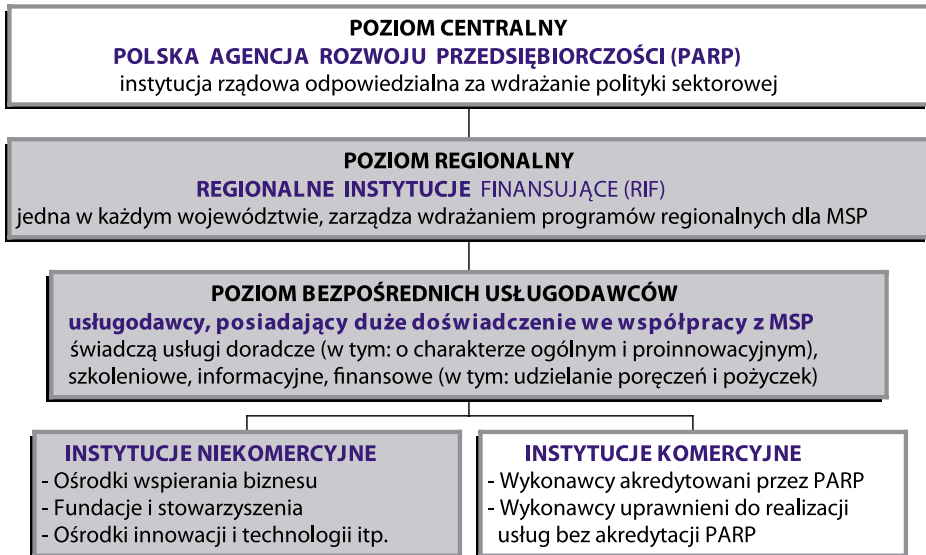 POZIOM CENTRALNY
POLSKA AGENCJA ROZWOJU PRZEDSIĘBIORCZOŚCI (PARP)
instytucja rządowa odpowiedzialna za wdrażanie polityki sektorowej
POZIOM REGIONALNY
REGIONALNE INSTYTUCJE FINANSUJĄCE (RIF)
jedna w każdym województwie, zarządza wdrażaniem programów regionalnych dla MSP
POZIOM BEZPOŚREDNICH USŁUGODAWCÓW
usługodawcy, posiadający duże doświadczenie we współpracy z MSP
świadczą usługi doradcze (w tym: o charakterze ogólnym i proinnowacyjnym),
szkoleniowe, informacyjne, finansowe (w tym: udzielanie poręczeń i pożyczek)
INSTYTUCJE NIEKOMERCYJNE
- Ośrodki wspierania biznesu
- Fundacje i stowarzyszenia
- Ośrodki innowacji i technologii itp.
INSTYTUCJE KOMERCYJNE
- Wykonawcy akredytowani przez PARP
- Wykonawcy uprawnieni do realizacji
usług bez akredytacji PARP